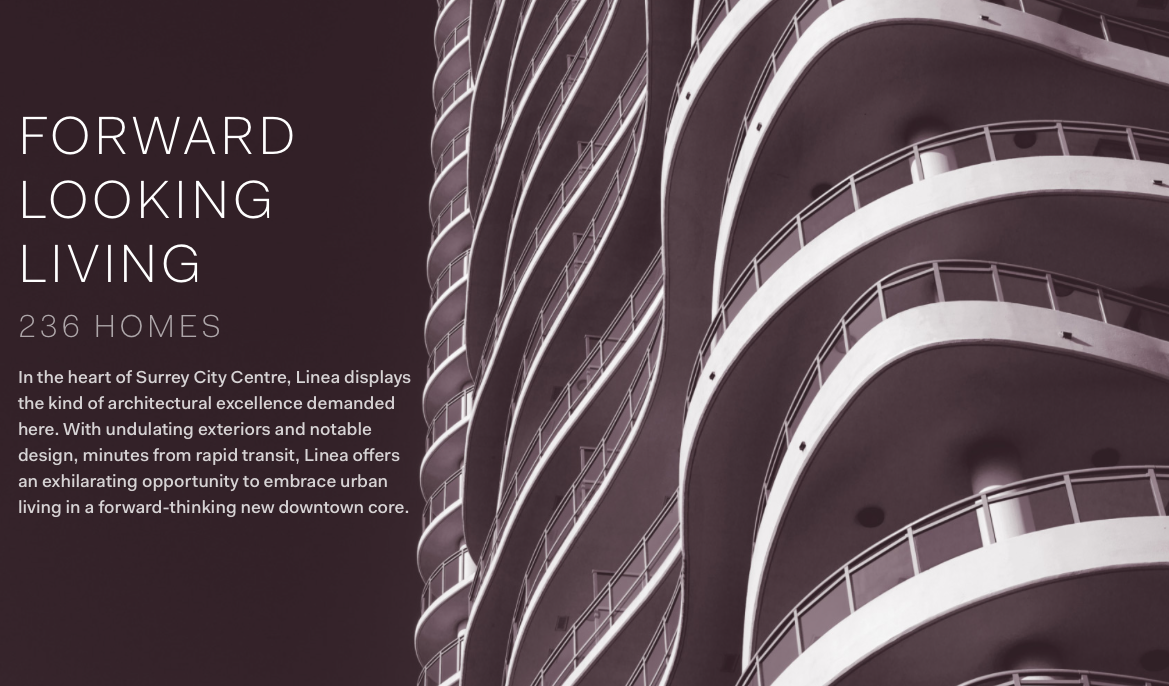 FORWARD
LOOKING
LIVING
236 HOMES
In the heart of Surrey City Centre, Linea displays
the kind of architectural excellence demanded
here. With undulating exteriors and notable
design, minutes from rapid transit, Linea offers
an exhilarating opportunity to embrace urban
living in a forward-thinking new downtown core.